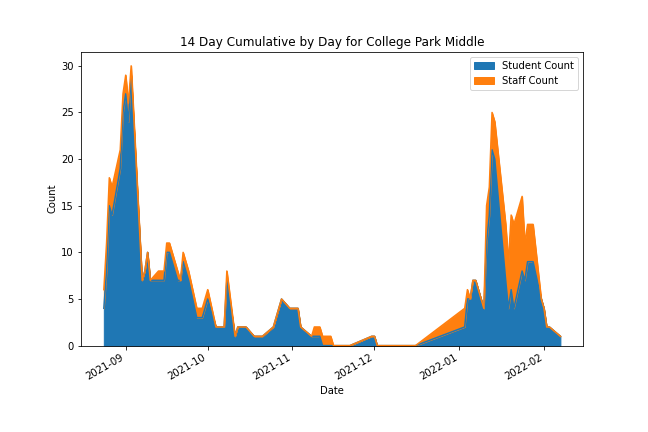 14 Day Cumulative by Day for College Park Middle
Student Count
Staff Count
30
25
20
15
10
5
0
Count
2021-09
2021-10
2021-11
2021-12
2022-01
2022-02
Date